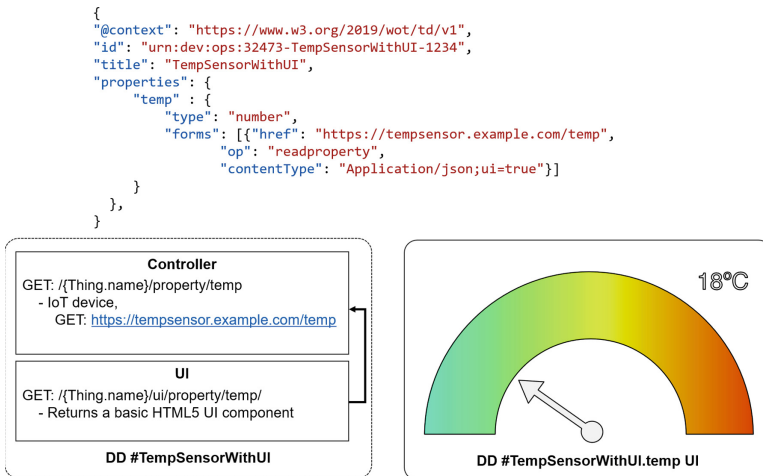 {
"@context": "https://www.w3.org/2019/wot/td/v1",
"id": "urn:dev:ops:32473-TempSensorWithUI-1234",
"title": "TempSensorWithUI",
"properties": {
"temp" : {
"type": "number",
"forms": [{"href": "https://tempsensor.example.com/temp",
"op": "readproperty",
"contentType": "Application/json;ui=true"}]
}
},
}
Controller
GET: /{Thing.name}/property/temp
- IoT device,
GET: https://tempsensor.example.com/temp
UI
GET: /{Thing.name}/ui/property/temp/
- Returns a basic HTML5 UI component
DD #TempSensorWithUI
18ºC
DD #TempSensorWithUI.temp UI